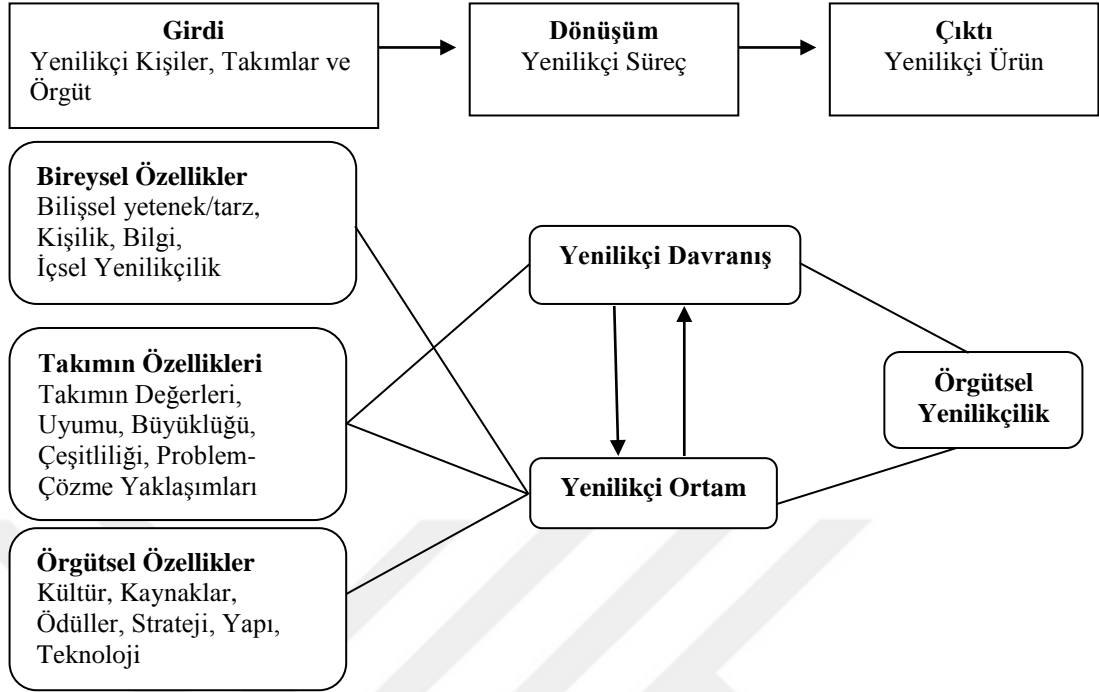 Girdi
Yenilikçi Kişiler, Takımlar ve
Örgüt
Dönüşüm
Yenilikçi Süreç
Çıktı
Yenilikçi Ürün
Bireysel Özellikler
Bilişsel yetenek/tarz,
Kişilik, Bilgi,
İçsel Yenilikçilik
Yenilikçi Davranış
Takımın Özellikleri
Takımın Değerleri,
Uyumu, Büyüklüğü,
Çeşitliliği, Problem-
Çözme Yaklaşımları
Örgütsel
Yenilikçilik
Yenilikçi Ortam
Örgütsel Özellikler
Kültür, Kaynaklar,
Ödüller, Strateji, Yapı,
Teknoloji